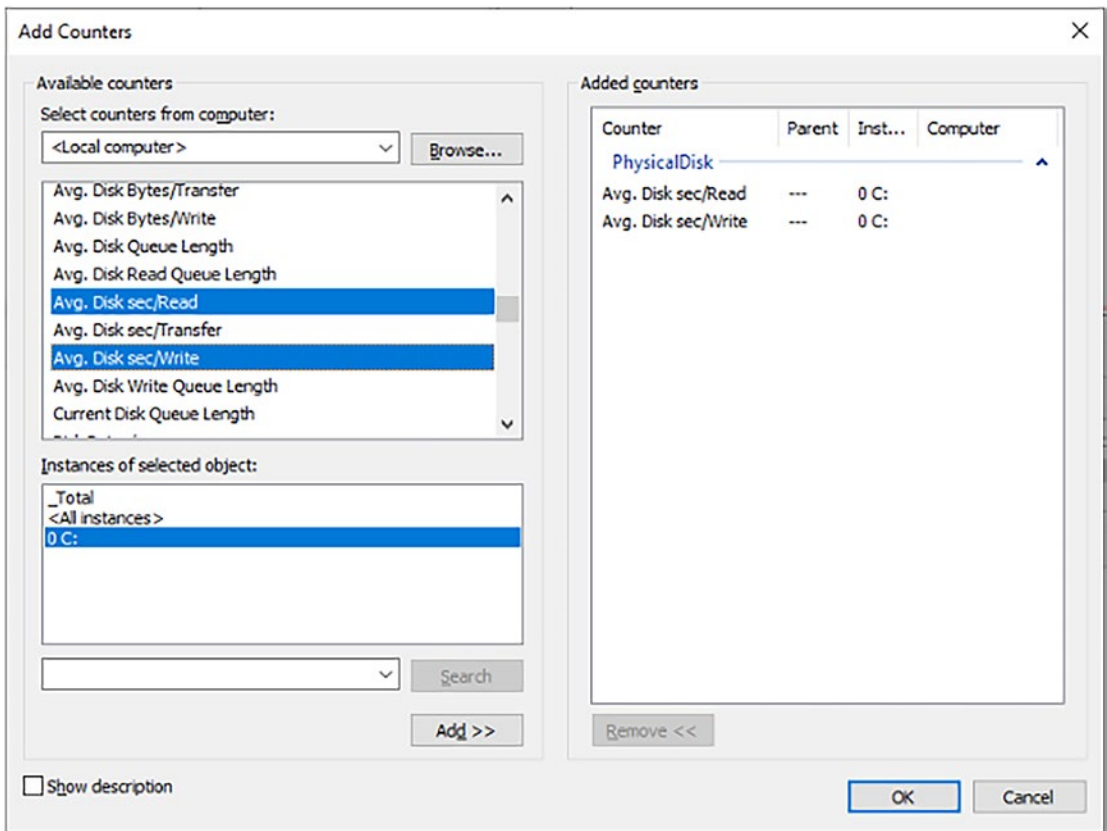 Add Counters
Available counters
Select counters from computer:
<Local computer>
Browse...
Avg. Disk Bytes/Transfer
Avg. Disk Bytes/Write
Avg. Disk Queue Length
Avg. Disk Read Queue Length
Avg. Disk sec/Read
Avg. Disk sec/Transfer
Avg. Disk sec/Write
Avg. Disk Write Queue Length
Current Disk Queue Length
Instances of selected object:
_Total
<All instances>
0 C:
Search
Add >>
Show description
Added counters
Counter Parent Inst... Computer
PhysicalDisk
Avg. Disk sec/Read --- 0 C:
Avg. Disk sec/Write --- 0 C:
Remove <<
OK
Cancel